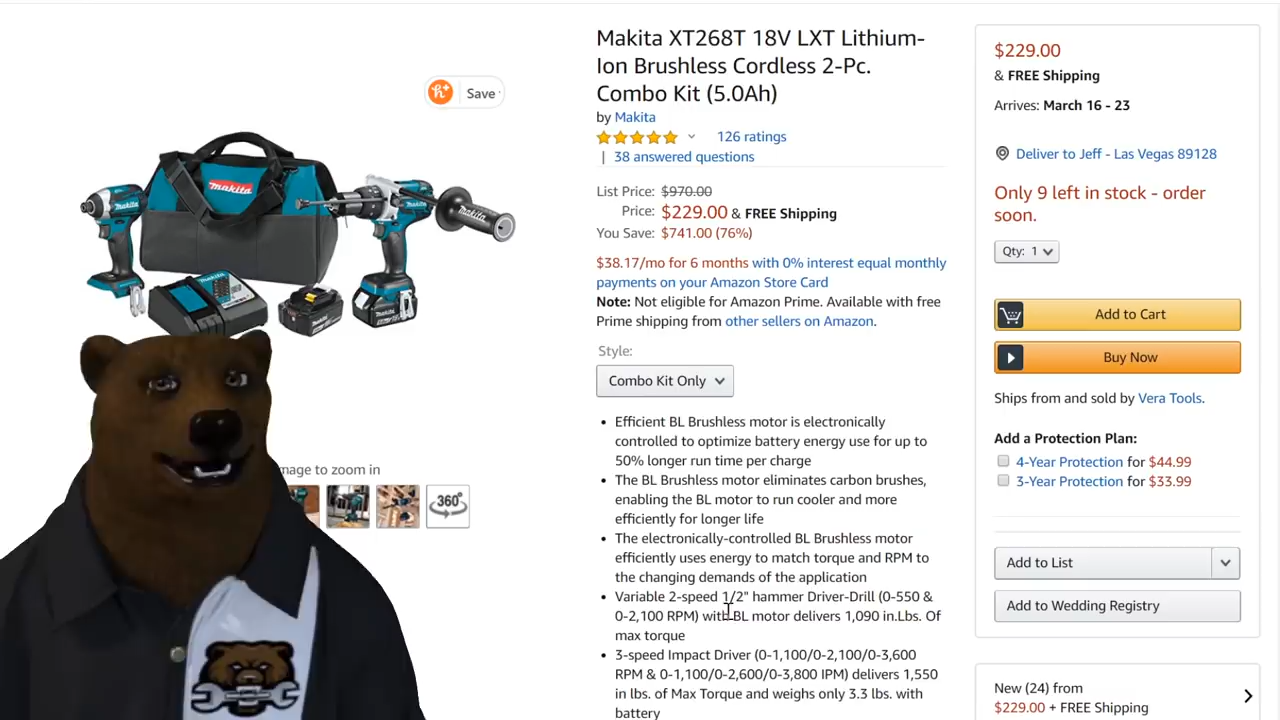 Makita XT268T 18V LXT Lithium-
Ion Brushless Cordless 2-Pc.
Combo Kit (5.0Ah)
by Makita
126 ratings
| 38 answered questions
List Price: $970.00
Price: $229.00 & FREE Shipping
You Save: $741.00 (76%)
$38.17/mo for 6 months with 0% interest equal monthly
payments on your Amazon Store Card
Note: Not eligible for Amazon Prime. Available with free
Prime shipping from other sellers on Amazon.
Style:
Combo Kit Only
• Efficient BL Brushless motor is electronically
controlled to optimize battery energy use for up to
50% longer run time per charge
• The BL Brushless motor eliminates carbon brushes,
enabling the BL motor to run cooler and more
efficiently for longer life
• The electronically-controlled BL Brushless motor
efficiently uses energy to match torque and RPM to
the changing demands of the application
• Variable 2-speed 1/2" hammer Driver-Drill (0-550 &
0-2,100 RPM) with BL motor delivers 1,090 in.Lbs. Of
max torque
• 3-speed Impact Driver (0-1,100/0-2,100/0-3,600
RPM & 0-1,100/0-2,600/0-3,800 IPM) delivers 1,550
in lbs. of Max Torque and weighs only 3.3 lbs. with
battery
h+ Save
makita
makita
makita
makita
makita
mage to zoom in
360°
$229.00
& FREE Shipping
Arrives: March 16 - 23
Deliver to Jeff - Las Vegas 89128
Only 9 left in stock - order
soon.
Qty: 1
Add to Cart
Buy Now
Ships from and sold by Vera Tools.
Add a Protection Plan:
4-Year Protection for $44.99
3-Year Protection for $33.99
Add to List
Add to Wedding Registry
New (24) from
$229.00 + FREE Shipping